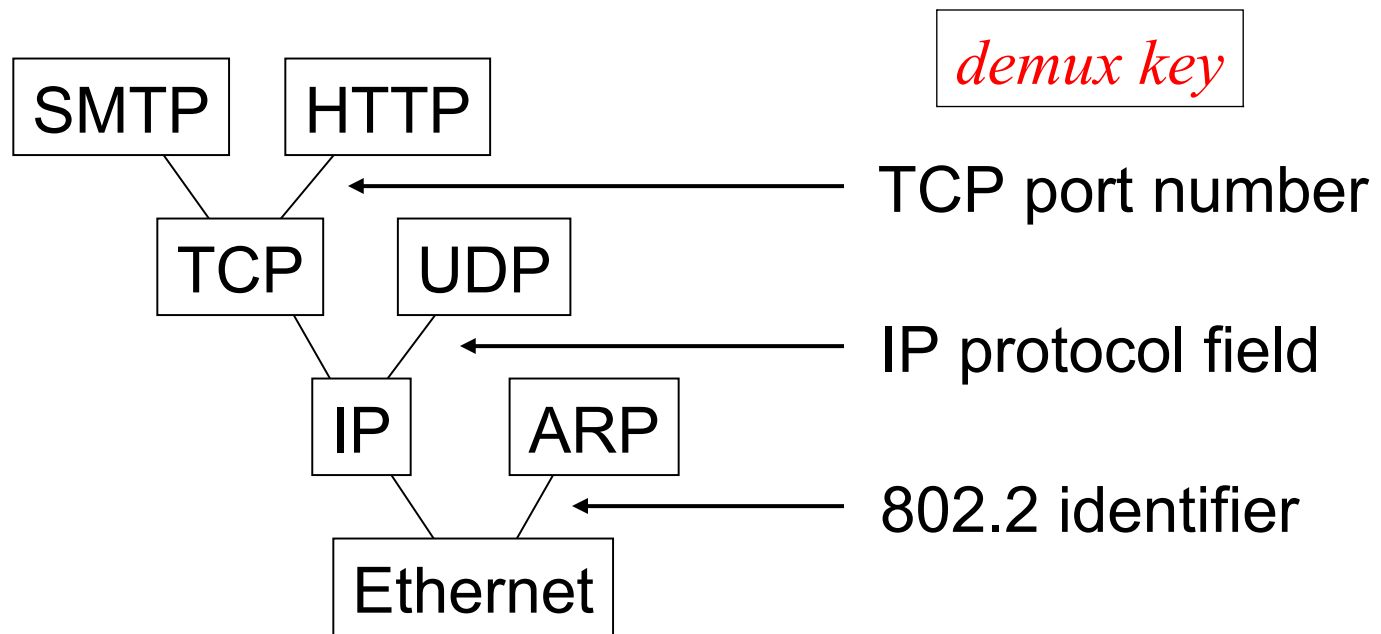 demux key
SMTP HTTP
TCP port number
TCP UDP
IP protocol field
IP ARP
802.2 identifier
Ethernet